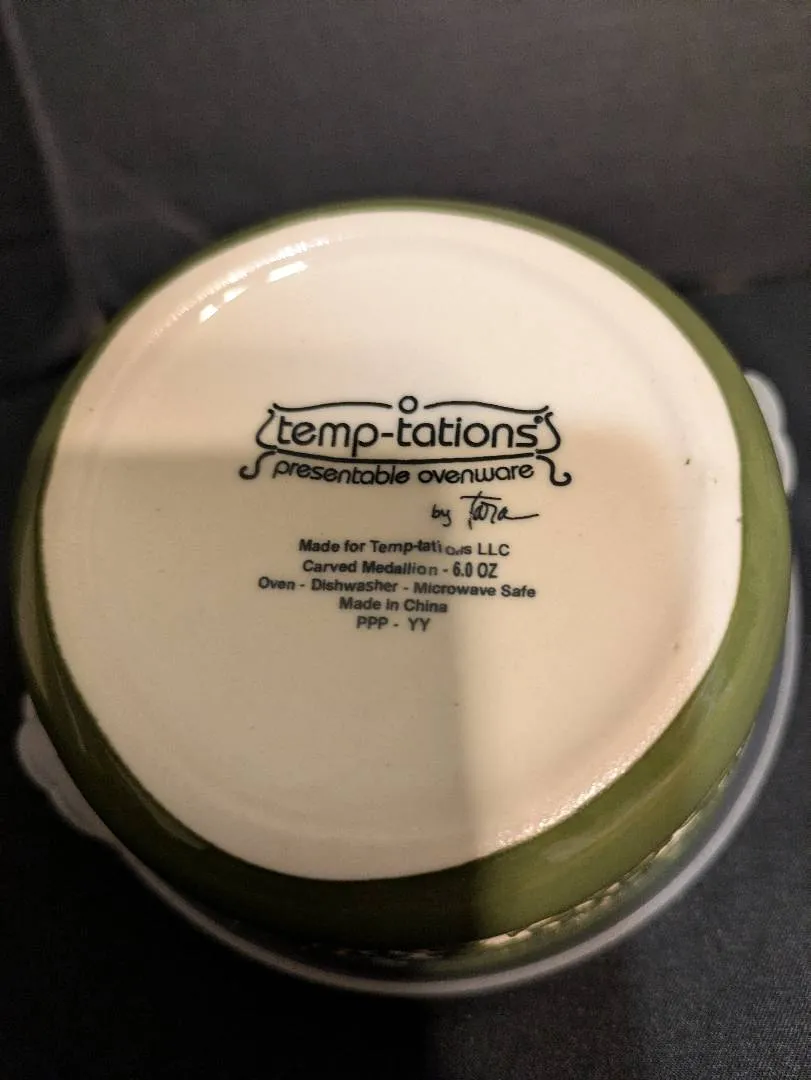 temp-tations®
presentable ovenware
by Tara
Made for Temp-tations LLC
Carved Medallion - 6.0 OZ
Oven - Dishwasher - Microwave Safe
Made in China
PPP - YY